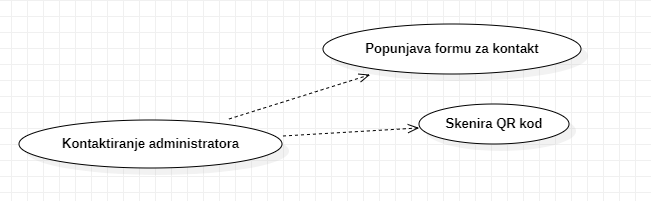 Popunjava formu za kontakt
Skenira QR kod
Kontaktiranje administratora